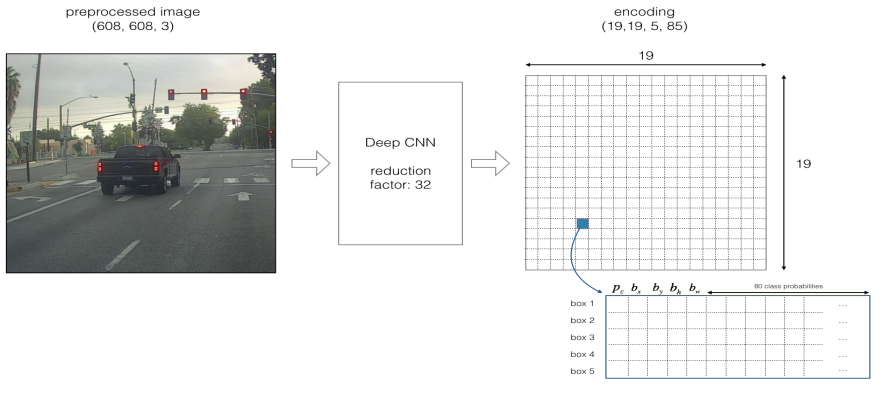 preprocessed image
(608, 608, 3)
Deep CNN
reduction
factor: 32
encoding
(19,19, 5, 85)
19
19
p_c b_x b_y b_h b_w 80 class probabilities
box 1 ...
box 2 ...
box 3 ...
box 4 ...
box 5 ...